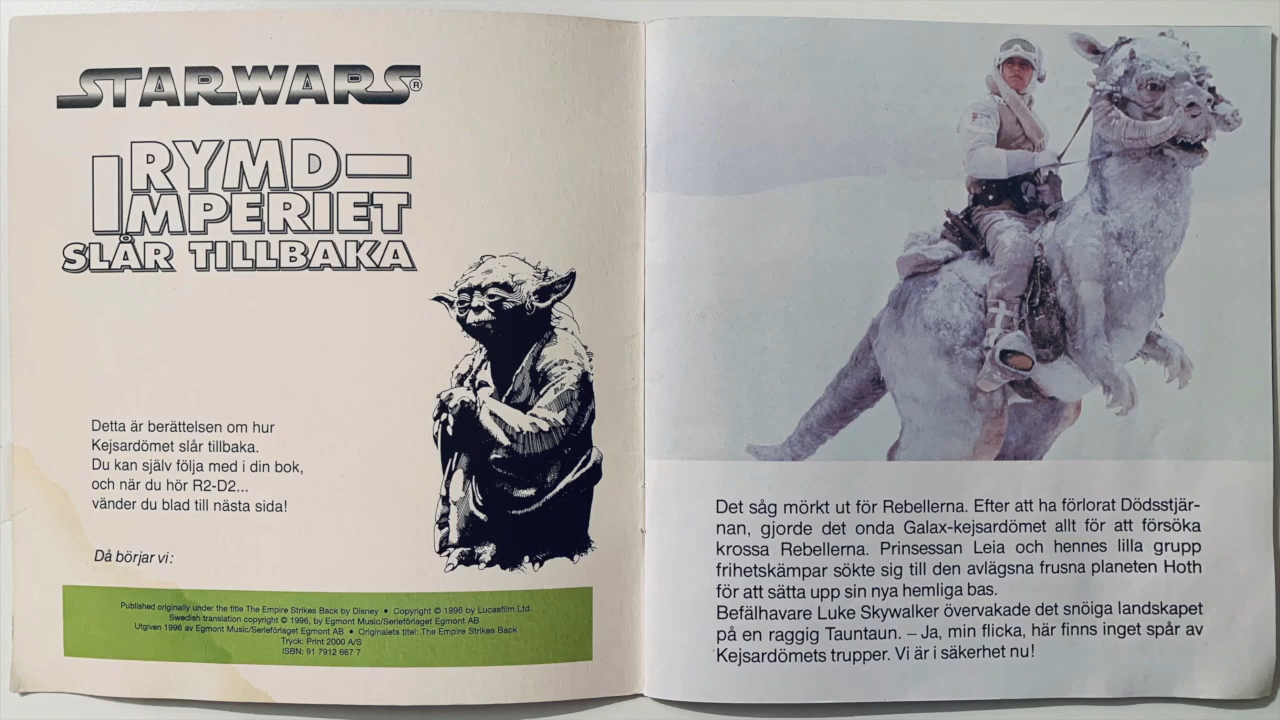 STAR WARS®
RYMD-
IMPERIET
SLÅR TILLBAKA
Detta är berättelsen om hur
Kejsardömet slår tillbaka.
Du kan själv följa med i din bok,
och när du hör R2-D2...
vänder du blad till nästa sida!
Då börjar vi:
Published originally under the title The Empire Strikes Back by Disney • Copyright © 1996 by Lucasfilm Ltd.
Swedish translation copyright © 1996, by Egmont Music/Serieförlaget Egmont AB
Utgiven 1996 av Egmont Music/Serieförlaget Egmont AB • Originalets titel: The Empire Strikes Back
Tryck: Print 2000 A/S
ISBN: 91 7912 667 7
Det såg mörkt ut för Rebellerna. Efter att ha förlorat Dödsstjär-
nan, gjorde det onda Galax-kejsardömet allt för att försöka
krossa Rebellerna. Prinsessan Leia och hennes lilla grupp
frihetskämpar sökte sig till den avlägsna frusna planeten Hoth
för att sätta upp sin nya hemliga bas.
Befälhavare Luke Skywalker övervakade det snöiga landskapet
på en raggig Tauntaun. – Ja, min flicka, här finns inget spår av
Kejsardömets trupper. Vi är i säkerhet nu!